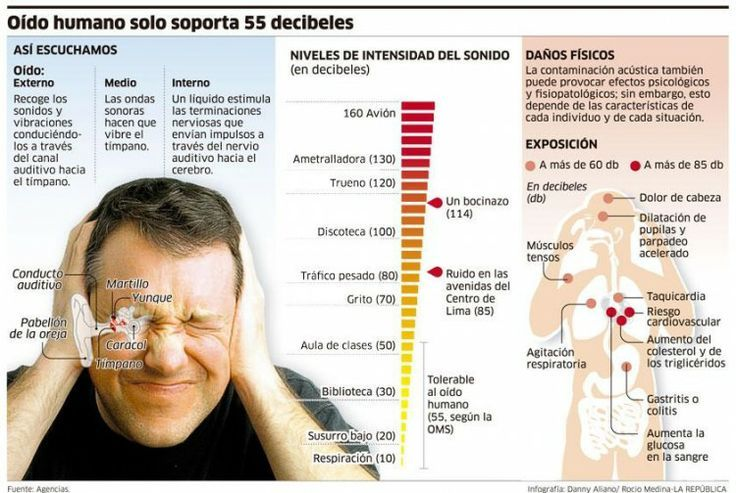 Oído humano solo soporta 55 decibeles
ASÍ ESCUCHAMOS
Oído:
Externo
Recoge los
sonidos y
vibraciones
conduciéndo-
los a través
del canal
auditivo hacia
el tímpano.
Medio
Las ondas
sonoras
hacen que
vibre el
tímpano.
Interno
Un líquido estimula
las terminaciones
nerviosas que
envían impulsos a
través del nervio
auditivo hacia el
cerebro.
Conducto
auditivo
Martillo
Yunque
Pabellón
de la oreja
Caracol
Tímpano
NIVELES DE INTENSIDAD DEL SONIDO
(en decibeles)
160 Avión
Ametralladora (130)
Trueno (120)
Un bocinazo
(114)
Discoteca (100)
Tráfico pesado (80)
Ruido en las
avenidas del
Centro de
Lima (85)
Grito (70)
Aula de clases (50)
Biblioteca (30)
Tolerable
al oído
humano
(55, según la
OMS)
Susurro bajo (20)
Respiración (10)
DAÑOS FÍSICOS
La contaminación acústica también
puede provocar efectos psicológicos
y fisiopatológicos; sin embargo, esto
depende de las características de
cada individuo y de cada situación.
EXPOSICIÓN
A más de 60 db
A más de 85 db
En decibeles
(db)
Dolor de cabeza
Dilatación de
pupilas y
parpadeo
acelerado
Músculos
tensos
Taquicardia
Riesgo
cardiovascular
Agitación
respiratoria
Aumento del
colesterol y de
los triglicéridos
Gastritis o
colitis
Aumenta la
glucosa
en la sangre
Fuente: Agencias.
Infografía: Danny Aliano/ Rocio Medina-LA REPÚBLICA